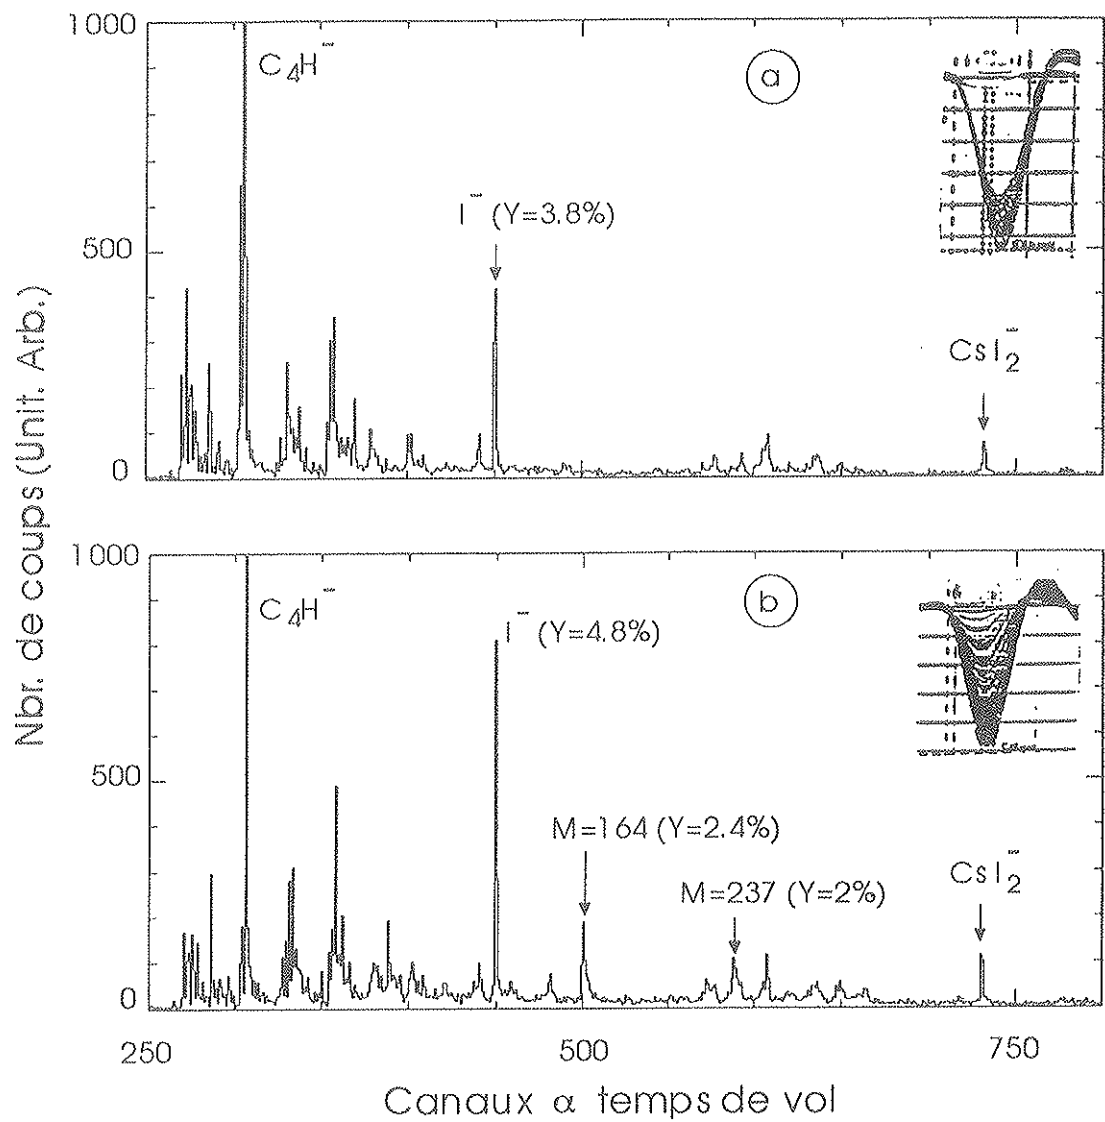 Nbr. de coups (Unit. Arb.)
1000
500
0
C₄H⁻
I⁻ (Y=3.8%)
CsI₂⁻
a
1000
500
0
C₄H⁻
I⁻ (Y=4.8%)
M=164 (Y=2.4%)
M=237 (Y=2%)
CsI₂⁻
b
250
500
750
Canaux α temps de vol